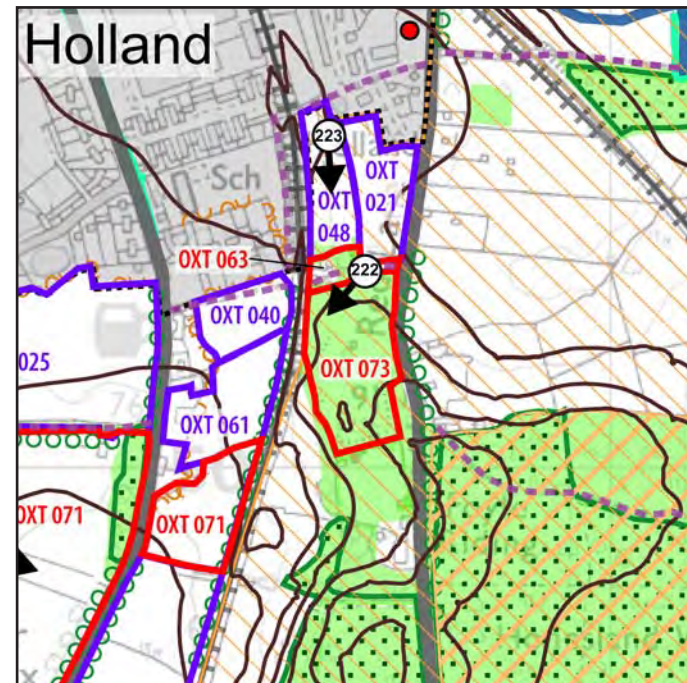 Holland
223
Sch
OXT
021
OXT
048
OXT 063
222
OXT 040
025
OXT 073
OXT 061
OXT 071
OXT 071